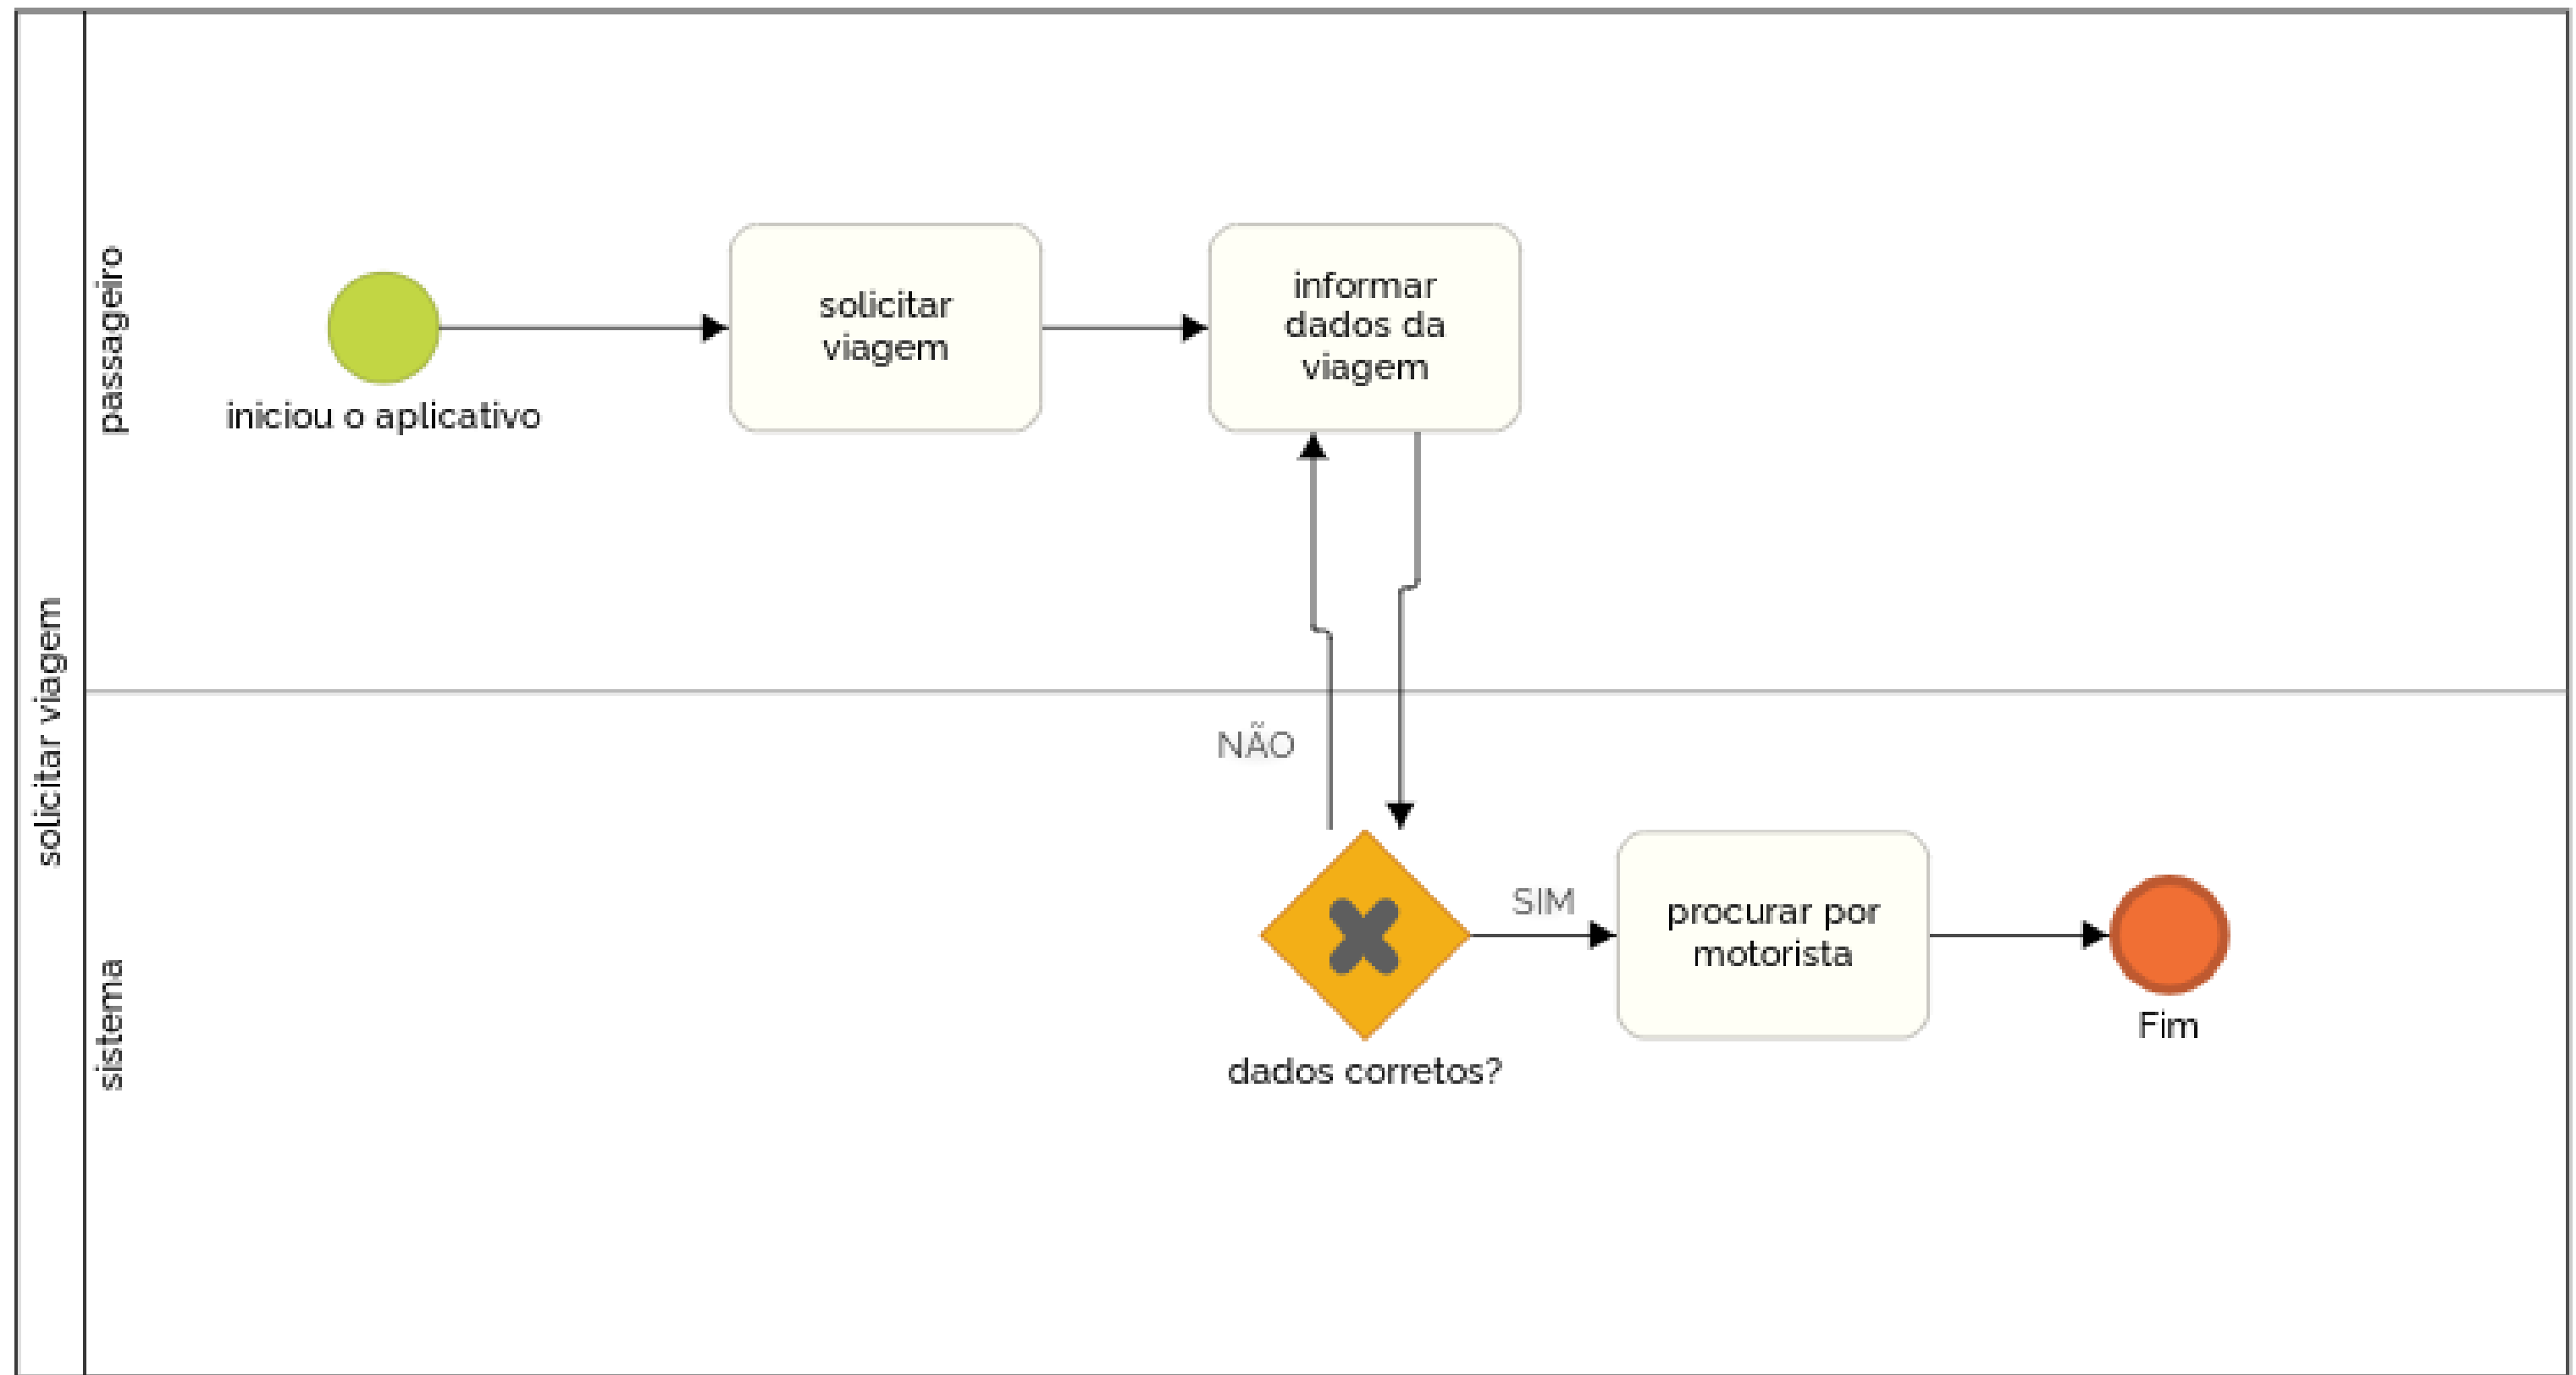 solicitar viagem
passageiro
iniciou o aplicativo
solicitar
viagem
informar
dados da
viagem
sistema
NÃO
dados corretos?
SIM
procurar por
motorista
Fim